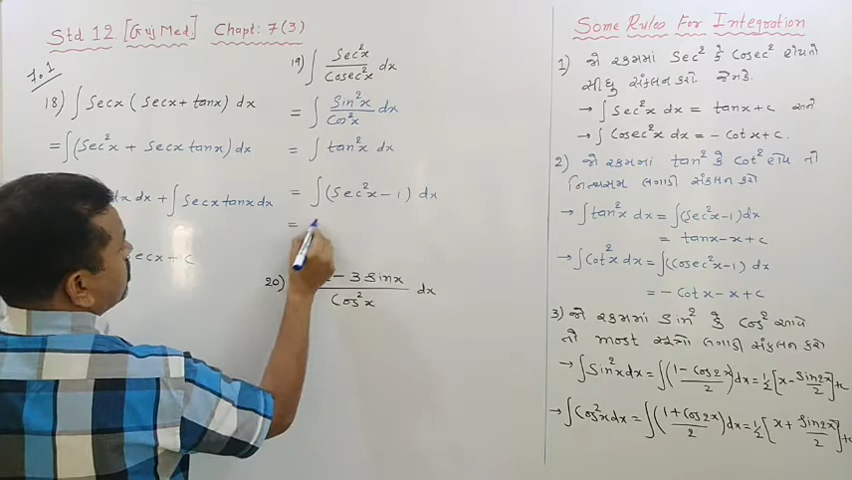 Std 12. [Guj Med.] Chapt: 7(3)
7.1
18) ∫ Secx (Secx + tanx) dx
= ∫(Sec²x + Secx tanx) dx
dx + ∫ Secx tanx dx
Secx + c
19) ∫ Sec²x / Cosec²x dx
= ∫ Sin²x / Cos²x dx
= ∫ tan²x dx
= ∫ (Sec²x - 1) dx
=
20) - 3 Sinx / Cos²x dx
Some Rules For Integration
1) જો રકમમાં Sec² કે Cosec² હોય તો
સીધુ સંકલન કરો જેમકે.
→ ∫ Sec²x dx = tanx + c અને
→ ∫ Cosec²x dx = - Cotx + c.
2) જો રકમમાં tan² કે Cot² હોય તો
નિત્યસમ લગાડી સંકલન કરો
→ ∫tan²x dx = ∫(Sec²x-1)dx
= tanx - x + c
→ ∫Cot²x dx = ∫(Cosec²x-1) dx
= - Cotx - x + c
3) જો રકમમાં Sin² કે Cos² આવે
તો most સૂત્રો લગાડી સંકલન કરો
→ ∫Sin²x dx = ∫(1 - Cos2x / 2) dx = 1/2 [x - Sin2x / 2] + c
→ ∫Cos²x dx = ∫(1 + Cos2x / 2) dx = 1/2 [x + Sin2x / 2] + c